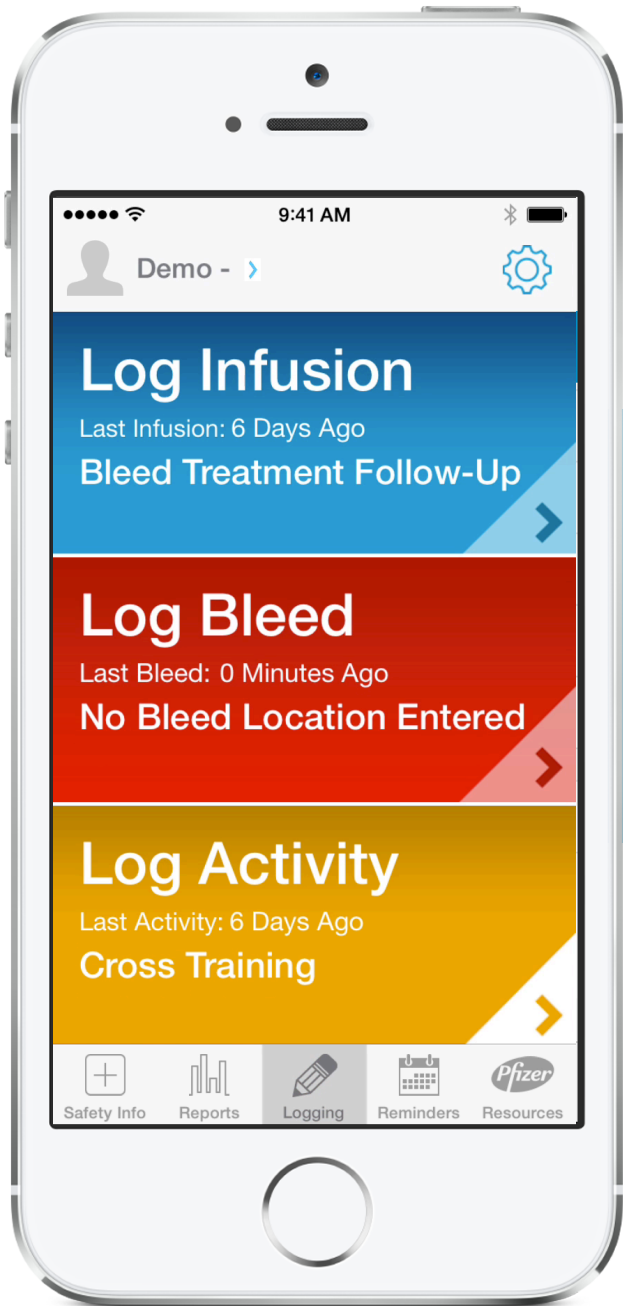 9:41 AM
Demo -
Log Infusion
Last Infusion: 6 Days Ago
Bleed Treatment Follow-Up
Log Bleed
Last Bleed: 0 Minutes Ago
No Bleed Location Entered
Log Activity
Last Activity: 6 Days Ago
Cross Training
Pfizer
Safety Info Reports Logging Reminders Resources